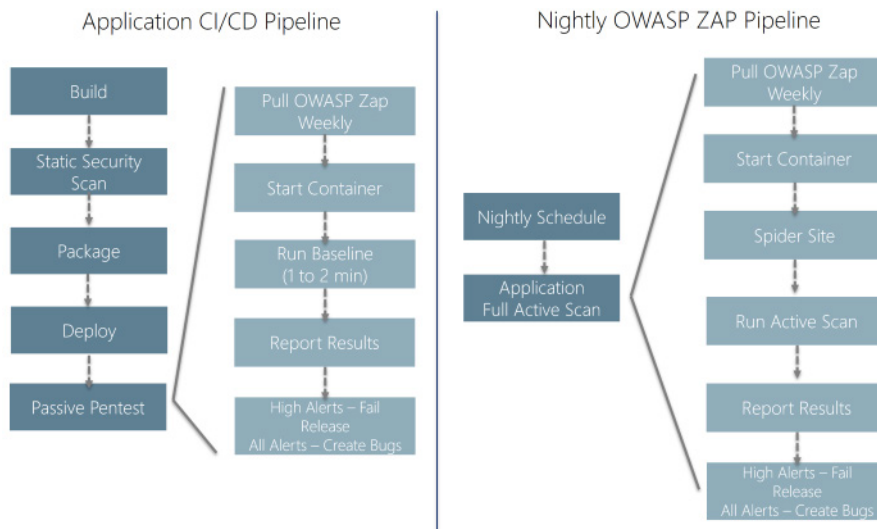 Application CI/CD Pipeline
Build
Static Security
Scan
Package
Deploy
Passive Pentest
Pull OWASP Zap
Weekly
Start Container
Run Baseline
(1 to 2 min)
Report Results
High Alerts – Fail
Release
All Alerts – Create Bugs
Nightly OWASP ZAP Pipeline
Nightly Schedule
Application
Full Active Scan
Pull OWASP Zap
Weekly
Start Container
Spider Site
Run Active Scan
Report Results
High Alerts – Fail
Release
All Alerts – Create Bugs